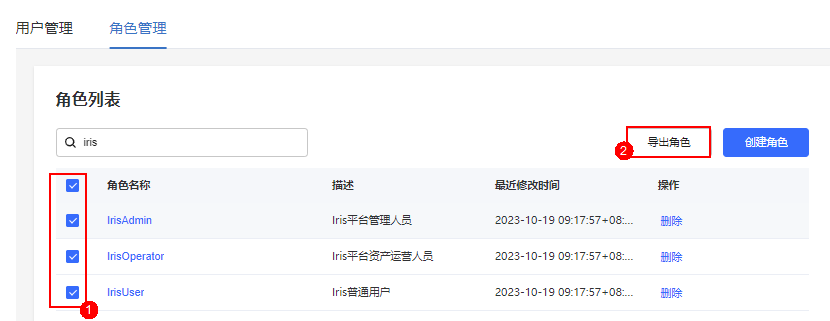 用户管理 角色管理
角色列表
iris
2 导出角色 创建角色
角色名称 描述 最近修改时间 操作
IrisAdmin Iris平台管理人员 2023-10-19 09:17:57+08:... 删除
IrisOperator Iris平台资产运营人员 2023-10-19 09:17:57+08:... 删除
IrisUser Iris普通用户 2023-10-19 09:17:57+08:... 删除
1